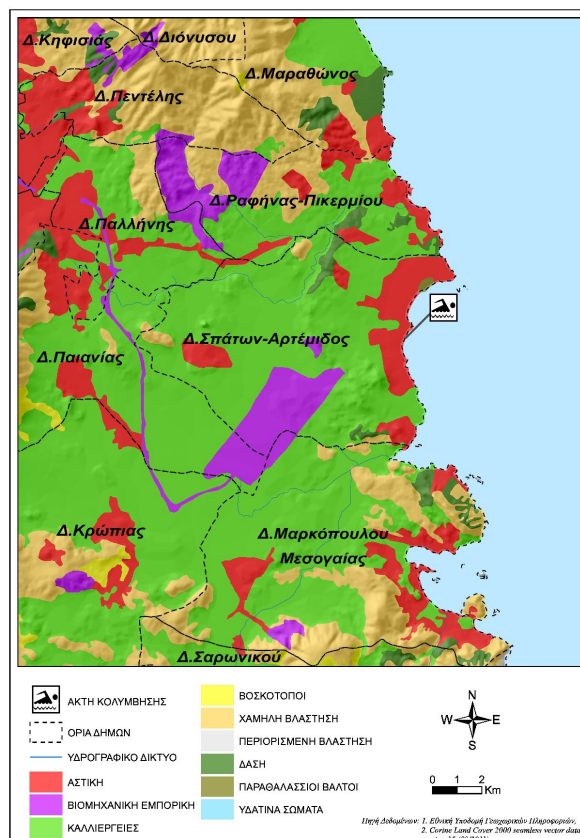 Δ.Κηφισιάς
Δ.Διόνυσου
Δ.Μαραθώνος
Δ.Πεντέλης
Δ.Ραφήνας-Πικερμίου
Δ.Παλλήνης
Δ.Σπάτων-Αρτέμιδος
Δ.Παιανίας
Δ.Κρωπίας
Δ.Μαρκόπουλου
Μεσογαίας
Δ.Σαρωνικού
ΑΚΤΗ ΚΟΛΥΜΒΗΣΗΣ
ΟΡΙΑ ΔΗΜΩΝ
ΥΔΡΟΓΡΑΦΙΚΟ ΔΙΚΤΥΟ
ΑΣΤΙΚΗ
ΒΙΟΜΗΧΑΝΙΚΗ ΕΜΠΟΡΙΚΗ
ΚΑΛΛΙΕΡΓΕΙΕΣ
ΒΟΣΚΟΤΟΠΟΙ
ΧΑΜΗΛΗ ΒΛΑΣΤΗΣΗ
ΠΕΡΙΟΡΙΣΜΕΝΗ ΒΛΑΣΤΗΣΗ
ΔΑΣΗ
ΠΑΡΑΘΑΛΑΣΣΙΟΙ ΒΑΛΤΟΙ
ΥΔΑΤΙΝΑ ΣΩΜΑΤΑ
N
W E
S
0 1 2
Km
Πηγή Δεδομένων: 1. Εθνική Υποδομή Γεωχωρικών Πληροφοριών,
2. Corine Land Cover 2000 seamless vector data